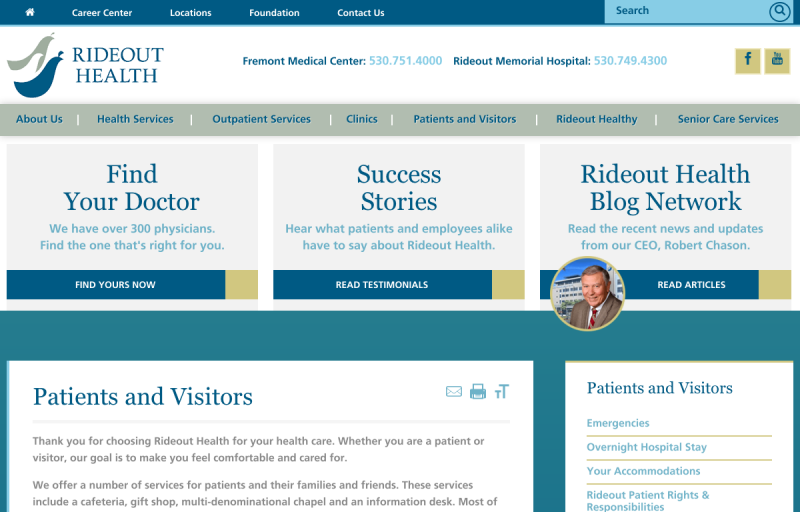 Career Center
Locations
Foundation
Contact Us
Search
RIDEOUT
HEALTH
Fremont Medical Center: 530.751.4000 Rideout Memorial Hospital: 530.749.4300
f
You
Tube
About Us | Health Services | Outpatient Services | Clinics | Patients and Visitors | Rideout Healthy | Senior Care Services
Find
Your Doctor
We have over 300 physicians.
Find the one that's right for you.
FIND YOURS NOW
Success
Stories
Hear what patients and employees alike
have to say about Rideout Health.
READ TESTIMONIALS
Rideout Health
Blog Network
Read the recent news and updates
from our CEO, Robert Chason.
READ ARTICLES
Patients and Visitors
TT
Thank you for choosing Rideout Health for your health care. Whether you are a patient or
visitor, our goal is to make you feel comfortable and cared for.
We offer a number of services for patients and their families and friends. These services
include a cafeteria, gift shop, multi-denominational chapel and an information desk. Most of
Patients and Visitors
Emergencies
Overnight Hospital Stay
Your Accommodations
Rideout Patient Rights &
Responsibilities